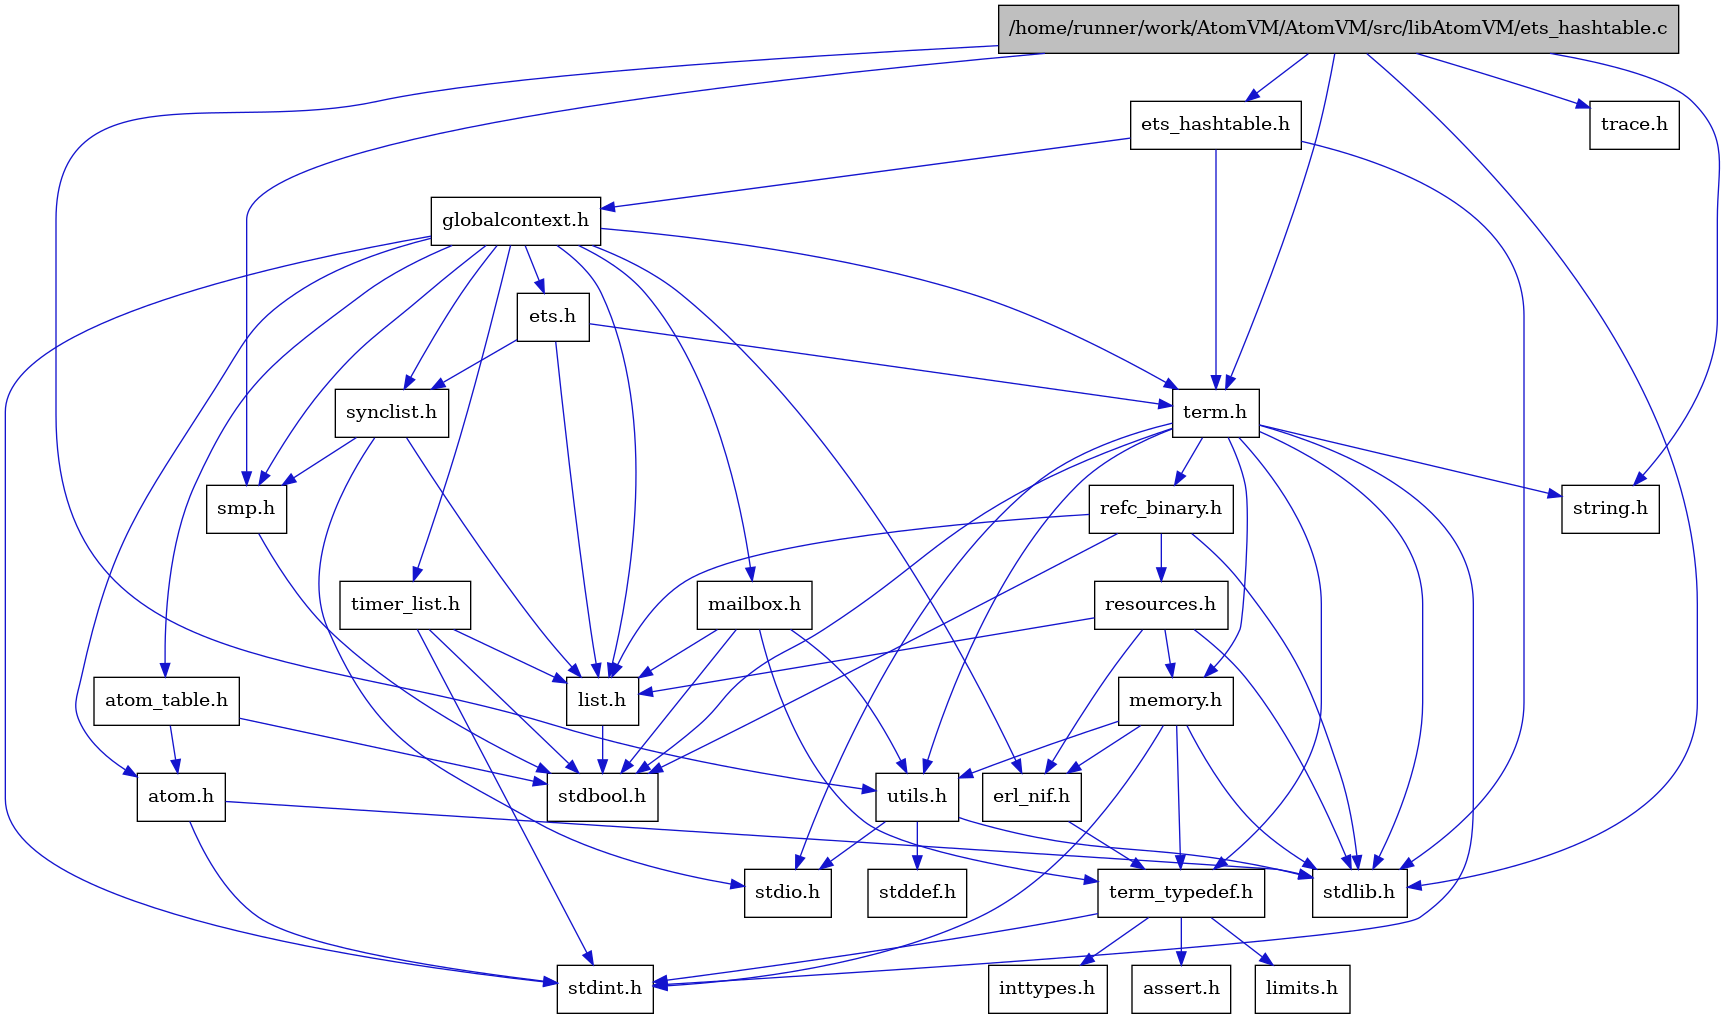 /home/runner/work/AtomVM/AtomVM/src/libAtomVM/ets_hashtable.c
ets_hashtable.h
trace.h
globalcontext.h
ets.h
synclist.h
term.h
smp.h
refc_binary.h
string.h
timer_list.h
mailbox.h
resources.h
atom_table.h
list.h
memory.h
atom.h
stdbool.h
utils.h
erl_nif.h
stdio.h
stddef.h
term_typedef.h
stdlib.h
stdint.h
inttypes.h
assert.h
limits.h